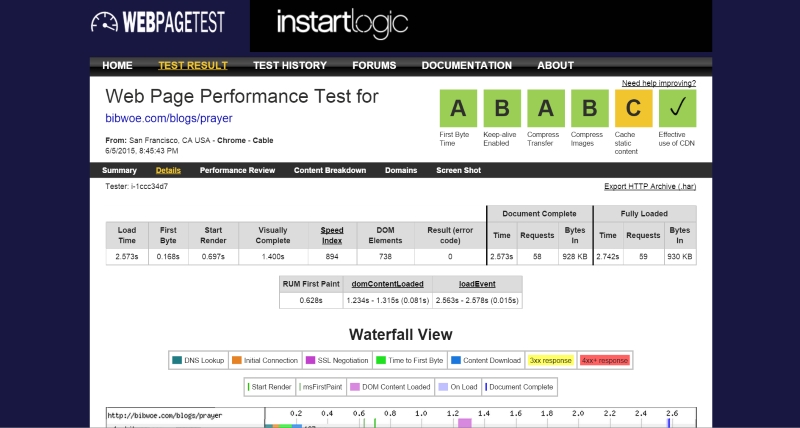 WEBPAGETEST
instartlogic
HOME TEST RESULT TEST HISTORY FORUMS DOCUMENTATION ABOUT
Need help improving?
Web Page Performance Test for
bibwoe.com/blogs/prayer
From: San Francisco, CA USA - Chrome - Cable
6/5/2015, 8:45:43 PM
A B A B C ✓
First Byte Time Keep-alive Enabled Compress Transfer Compress Images Cache static content Effective use of CDN
Summary Details Performance Review Content Breakdown Domains Screen Shot
Tester: i-1ccc34d7
Export HTTP Archive (.har)
Document Complete Fully Loaded
Load Time First Byte Start Render Visually Complete Speed Index DOM Elements Result (error code) Time Requests Bytes In Time Requests Bytes In
2.573s 0.168s 0.697s 1.400s 894 738 0 2.573s 58 928 KB 2.742s 59 930 KB
RUM First Paint domContentLoaded loadEvent
0.628s 1.234s - 1.315s (0.081s) 2.563s - 2.578s (0.015s)
Waterfall View
DNS Lookup Initial Connection SSL Negotiation Time to First Byte Content Download 3xx response 4xx+ response
Start Render msFirstPaint DOM Content Loaded On Load Document Complete
http://bibwoe.com/blogs/prayer 0.2 0.4 0.6 0.8 1.0 1.2 1.4 1.6 1.8 2.0 2.2 2.4 2.6